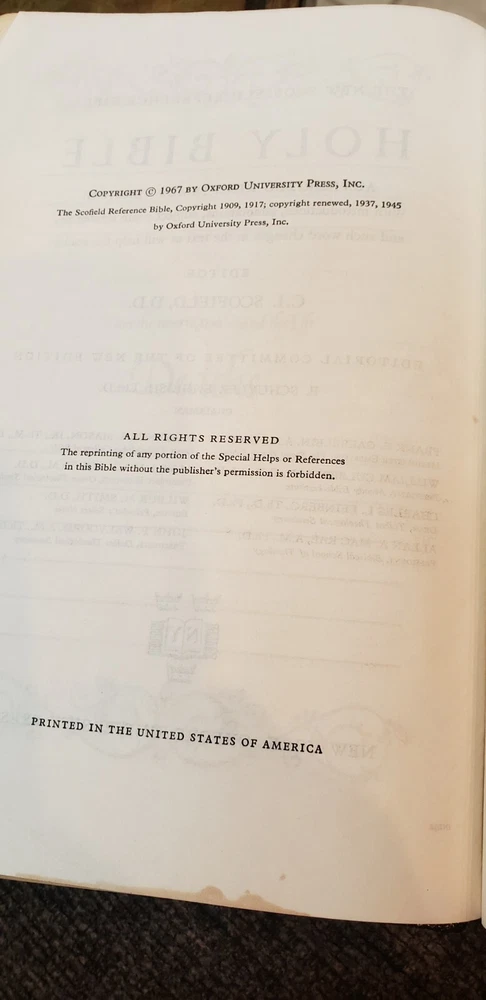 COPYRIGHT © 1967 BY OXFORD UNIVERSITY PRESS, INC.
The Scofield Reference Bible, Copyright 1909, 1917; copyright renewed, 1937, 1945
by Oxford University Press, Inc.
ALL RIGHTS RESERVED
The reprinting of any portion of the Special Helps or References
in this Bible without the publisher's permission is forbidden.
PRINTED IN THE UNITED STATES OF AMERICA